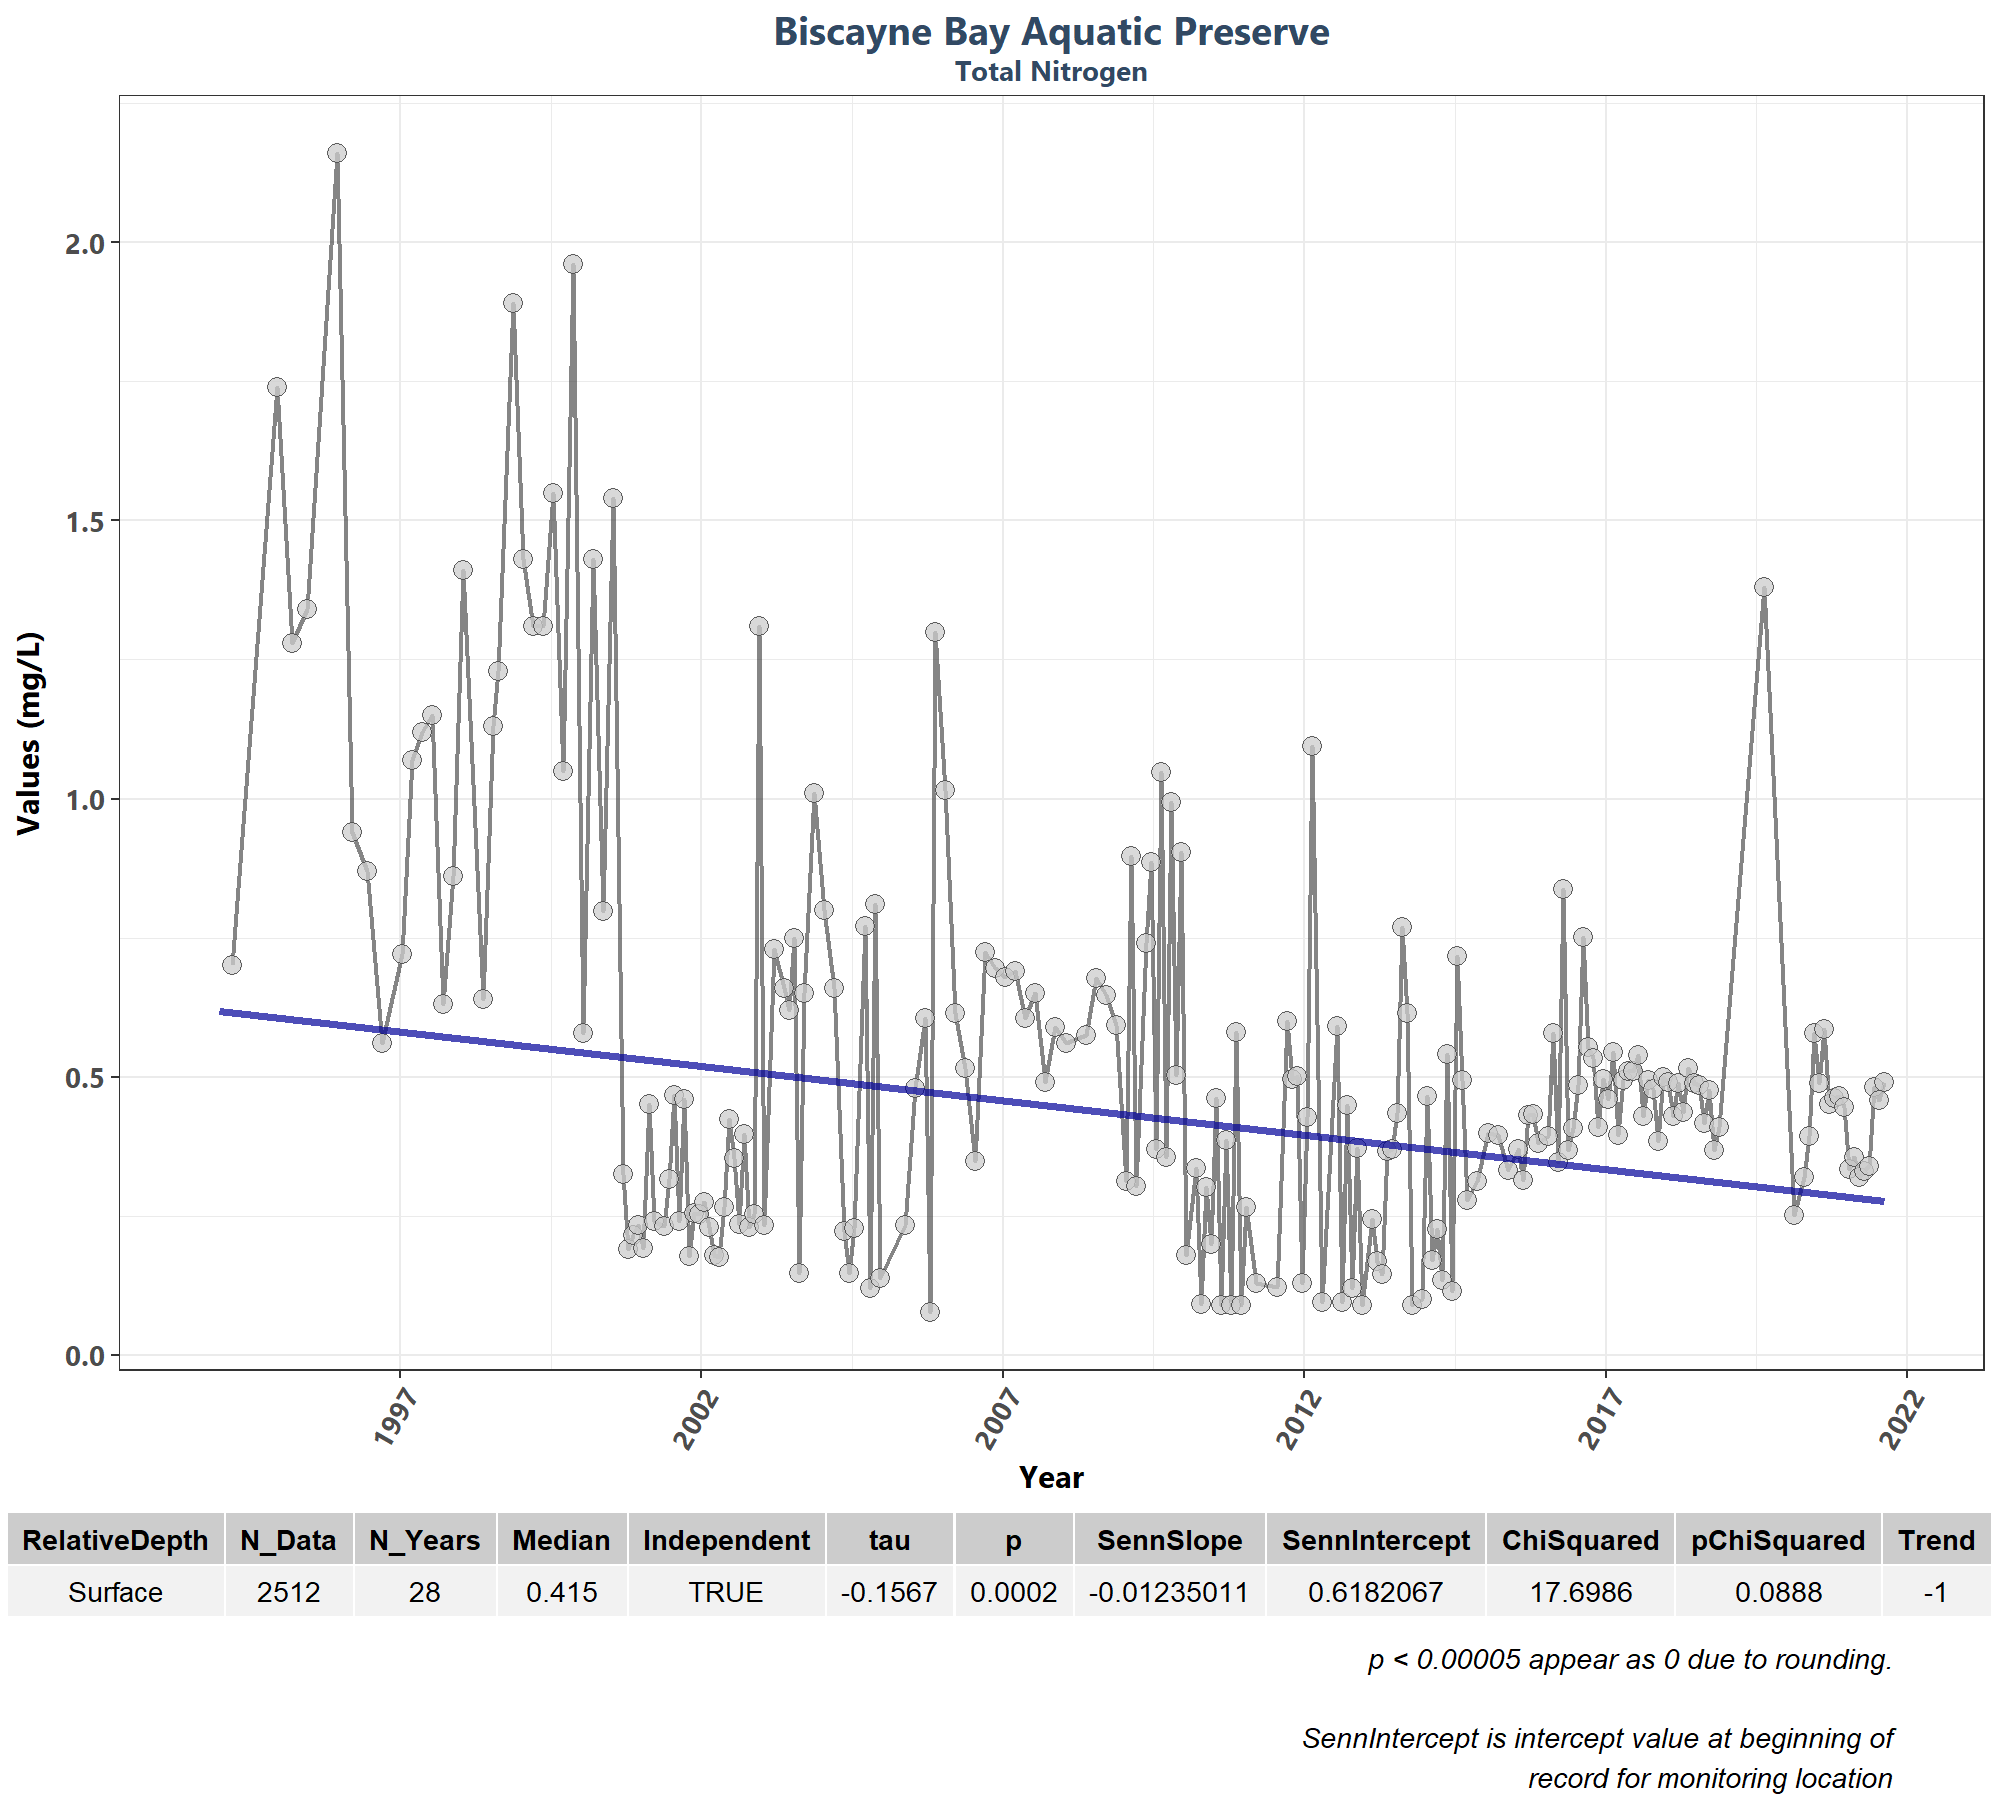 Biscayne Bay Aquatic Preserve
Total Nitrogen
Values (mg/L)
2.0
1.5
1.0
0.5
0.0
1997
2002
2007
2012
2017
2022
Year
RelativeDepth N_Data N_Years Median Independent tau p SennSlope SennIntercept ChiSquared pChiSquared Trend
Surface 2512 28 0.415 TRUE -0.1567 0.0002 -0.01235011 0.6182067 17.6986 0.0888 -1
p < 0.00005 appear as 0 due to rounding.
SennIntercept is intercept value at beginning of
record for monitoring location